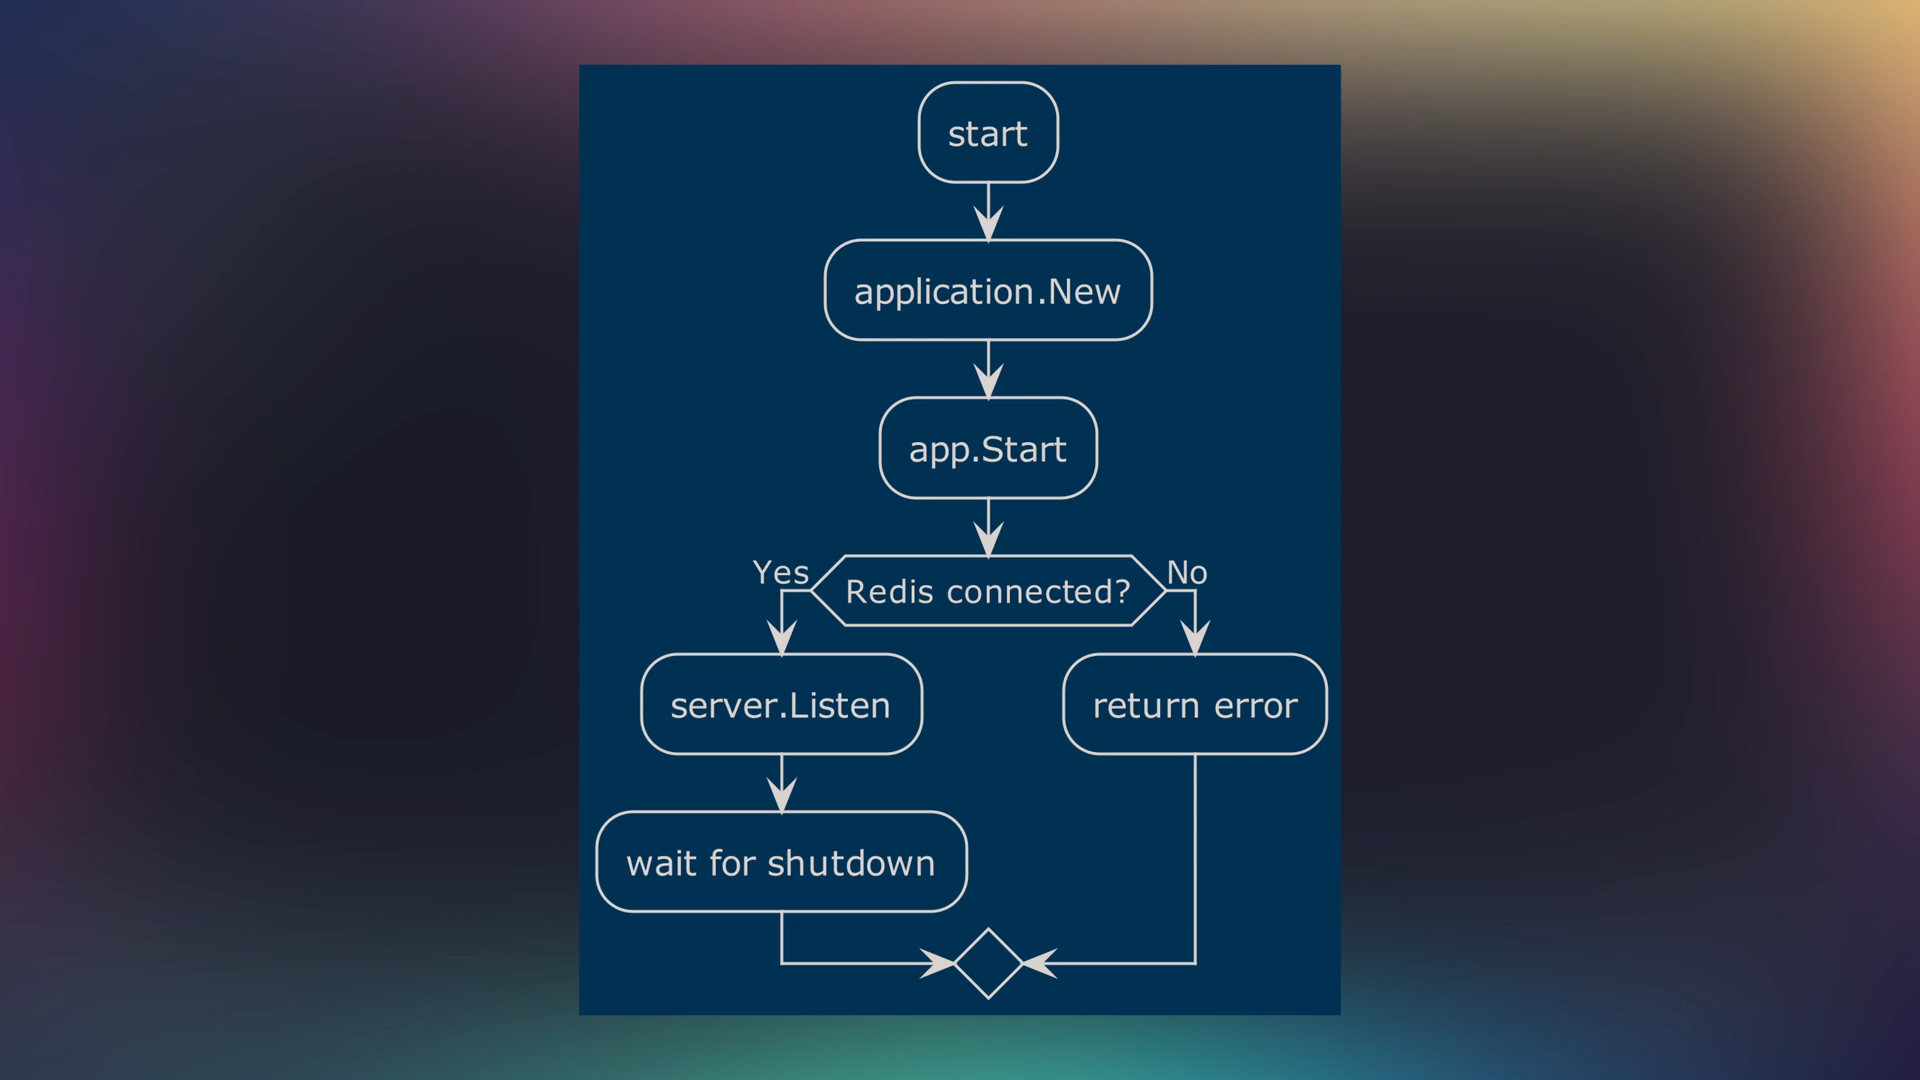 start
application.New
app.Start
Yes
Redis connected?
No
server.Listen
return error
wait for shutdown